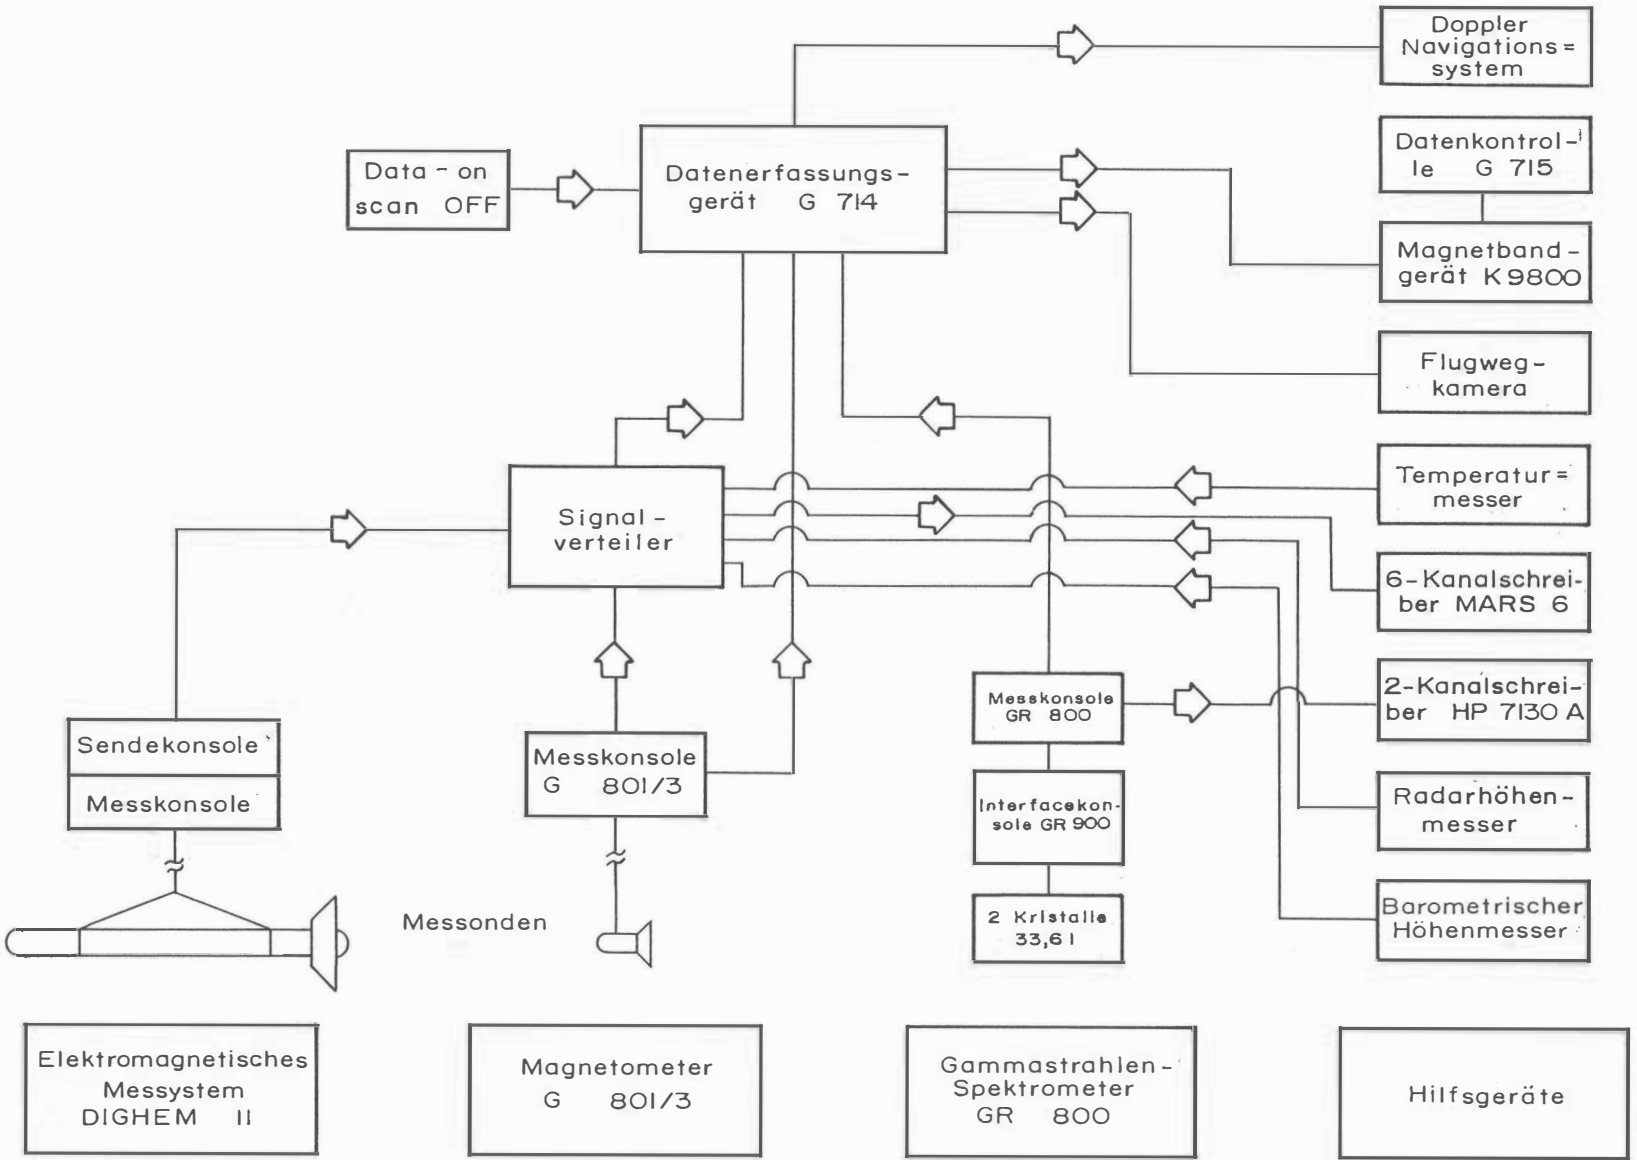 Doppler
Navigations=
system
Data - on
scan OFF
Datenerfassungs-
gerät G 714
Datenkontrol-
le G 715
Magnetband-
gerät K 9800
Flugweg-
kamera
Temperatur=
messer
Signal-
verteiler
6-Kanalschrei-
ber MARS 6
Messkonsole
GR 800
2-Kanalschrei-
ber HP 7130 A
Sendekonsole
Messkonsole
Messkonsole
G 801/3
Interfacekon-
sole GR 900
Radarhöhen-
messer
2 Kristalle
33,6 l
Barometrischer
Höhenmesser
Messonden
Elektromagnetisches
Messystem
DIGHEM II
Magnetometer
G 801/3
Gammastrahlen-
Spektrometer
GR 800
Hilfsgeräte